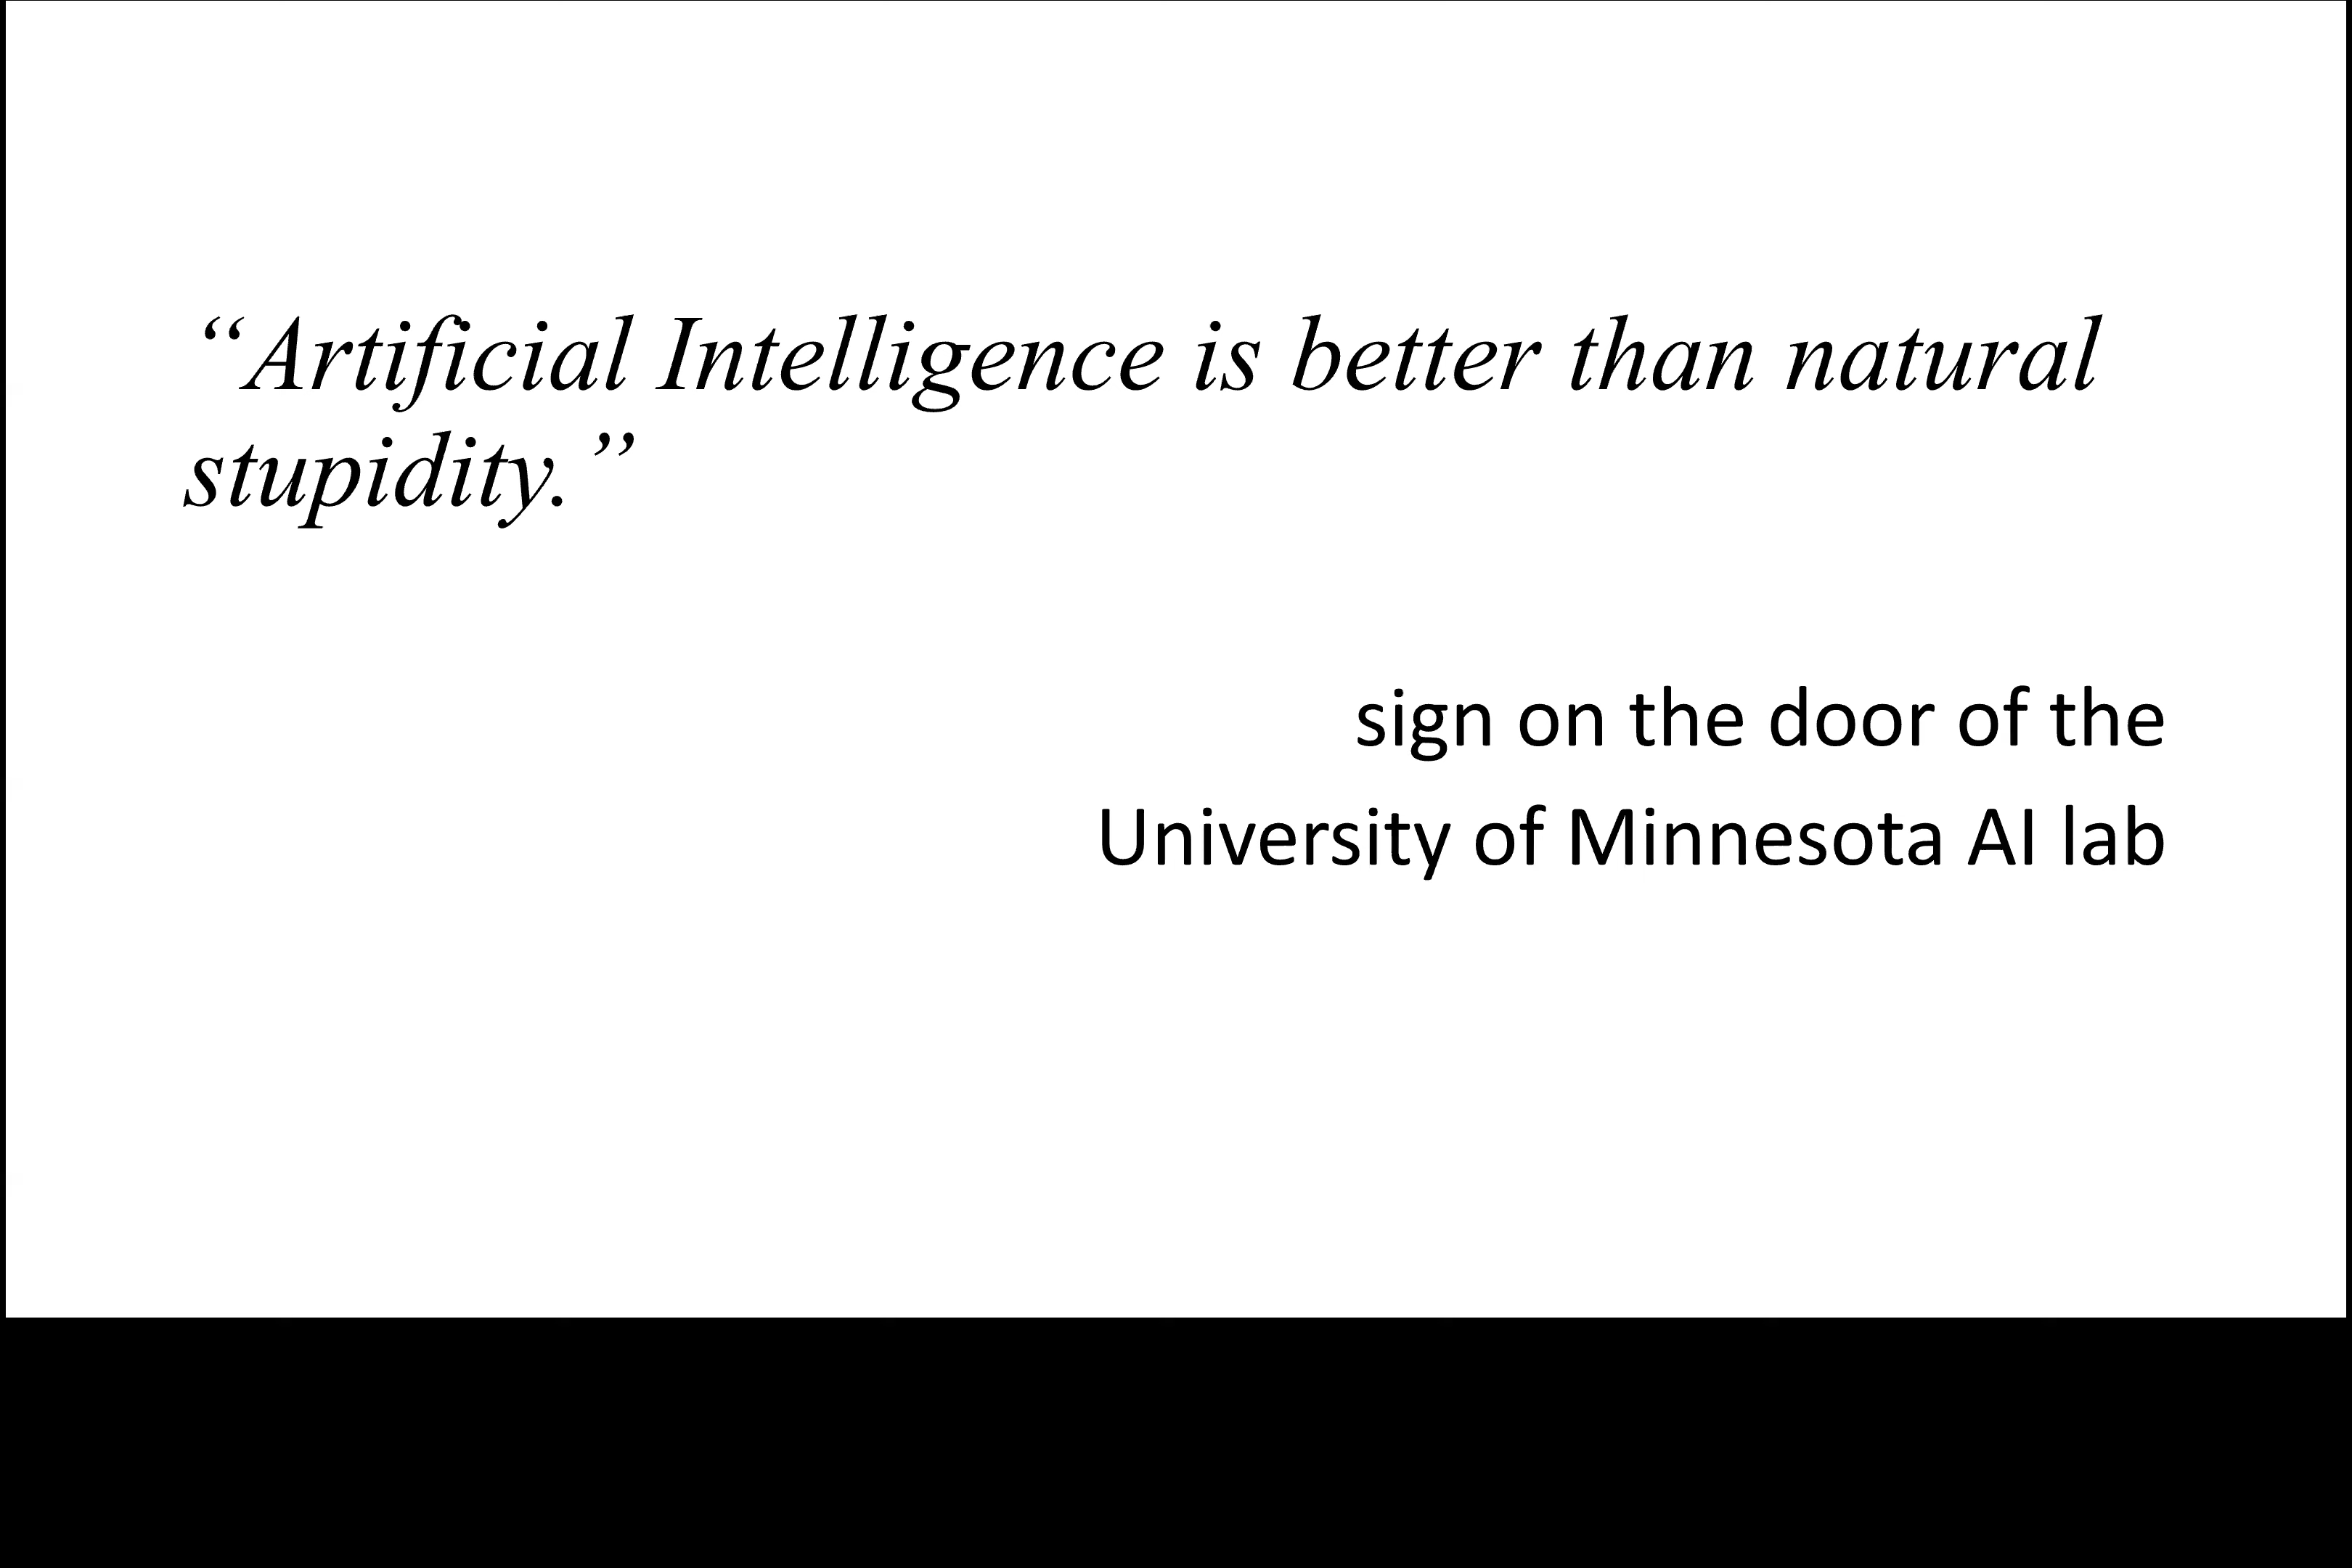 “Artificial Intelligence is better than natural
stupidity.”
sign on the door of the
University of Minnesota AI lab